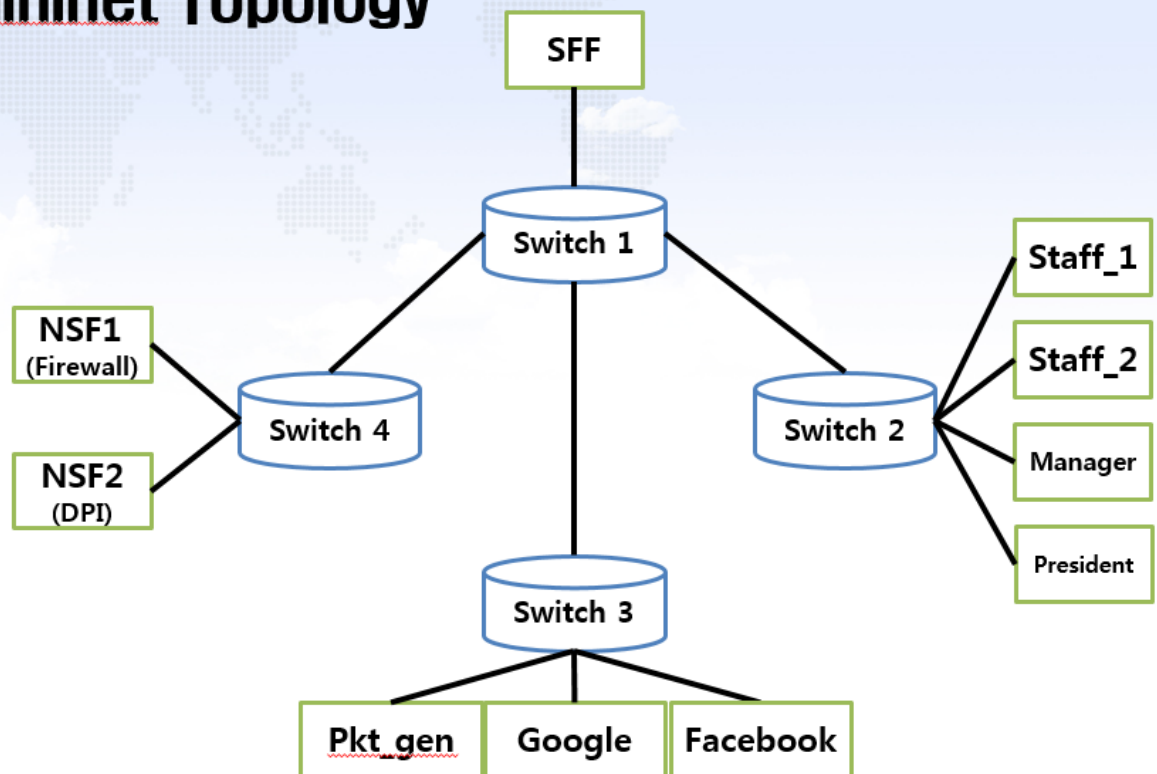 Topology
SFF
Switch 1
Staff_1
NSF1
(Firewall)
Staff_2
Switch 4
Switch 2
Manager
NSF2
(DPI)
President
Switch 3
Pkt_gen
Google
Facebook